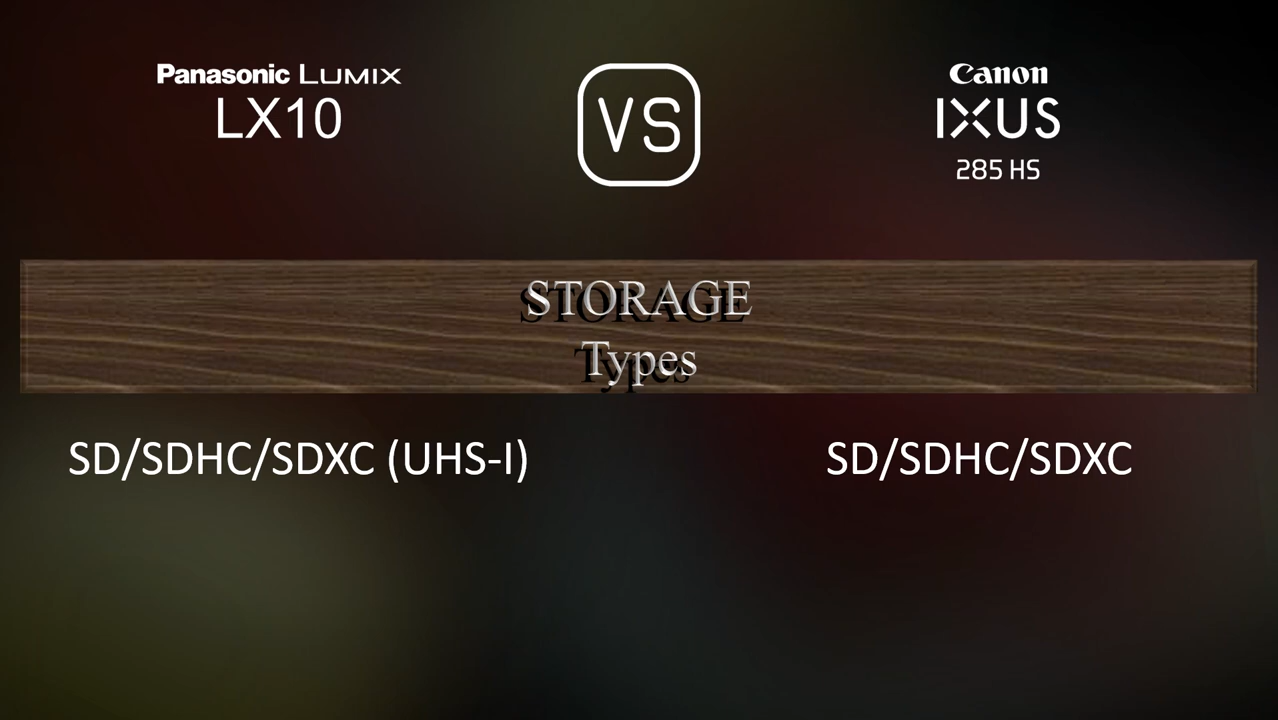 Panasonic LUMIX
LX10
VS
Canon
IXUS
285 HS
STORAGE
Types
SD/SDHC/SDXC (UHS-I)
SD/SDHC/SDXC